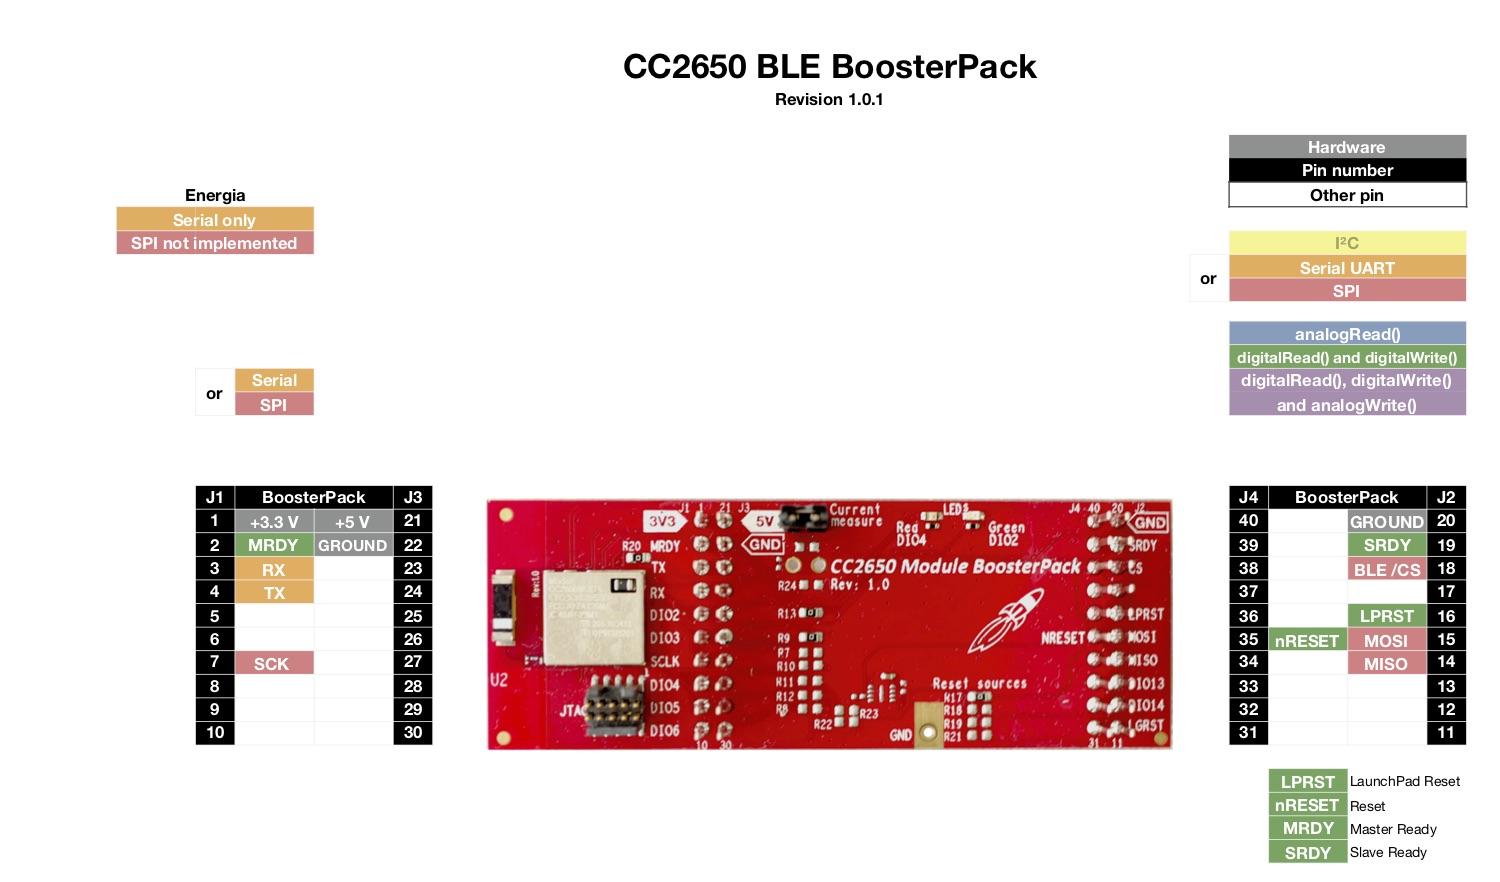 CC2650 BLE BoosterPack
Revision 1.0.1
Hardware
Pin number
Other pin
Energia
Serial only
SPI not implemented
I²C
or Serial UART
SPI
analogRead()
digitalRead() and digitalWrite()
digitalRead(), digitalWrite()
and analogWrite()
or Serial
SPI
J1 BoosterPack J3
1 +3.3 V +5 V 21
2 MRDY GROUND 22
3 RX 23
4 TX 24
5 25
6 26
7 SCK 27
8 28
9 29
10 30
J1 1 21 J3
3V3 5V
Current
measure
LEDs
Red
DIO4
Green
DIO2
J4 40 20 J2
GND
R20 MRDY GND SRDY
TX CC2650 Module BoosterPack CS
Rev:1.0
RX R24 Rev: 1.0
DIO2 R13 LPRST
DIO3 R9 NRESET MOSI
R7
SCLK R10 MISO
U2 DIO4 R11 Reset sources DIO13
R12 R17
JTAG DIO5 R8 R18 DIO14
R22 R23 R19
DIO6 GND R21 LGRST
10 30 31 11
J4 BoosterPack J2
40 GROUND 20
39 SRDY 19
38 BLE /CS 18
37 17
36 LPRST 16
35 nRESET MOSI 15
34 MISO 14
33 13
32 12
31 11
LPRST LaunchPad Reset
nRESET Reset
MRDY Master Ready
SRDY Slave Ready